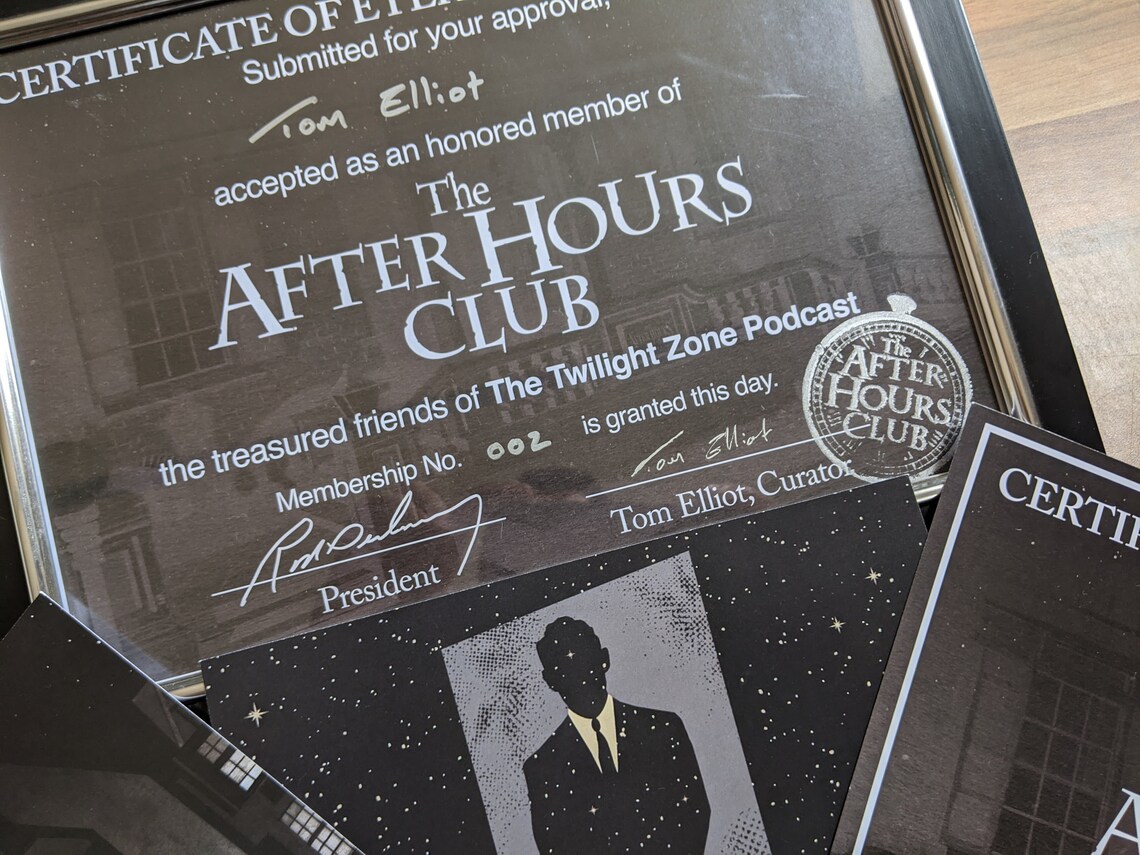 CERTIFICATE OF
Submitted for your approval,
Tom Elliot
accepted as an honored member of
The
AFTER HOURS
CLUB
the treasured friends of The Twilight Zone Podcast
Membership No. 002 is granted this day.
Tom Elliot
President
Tom Elliot, Curator
The
AFTER
HOURS
CLUB